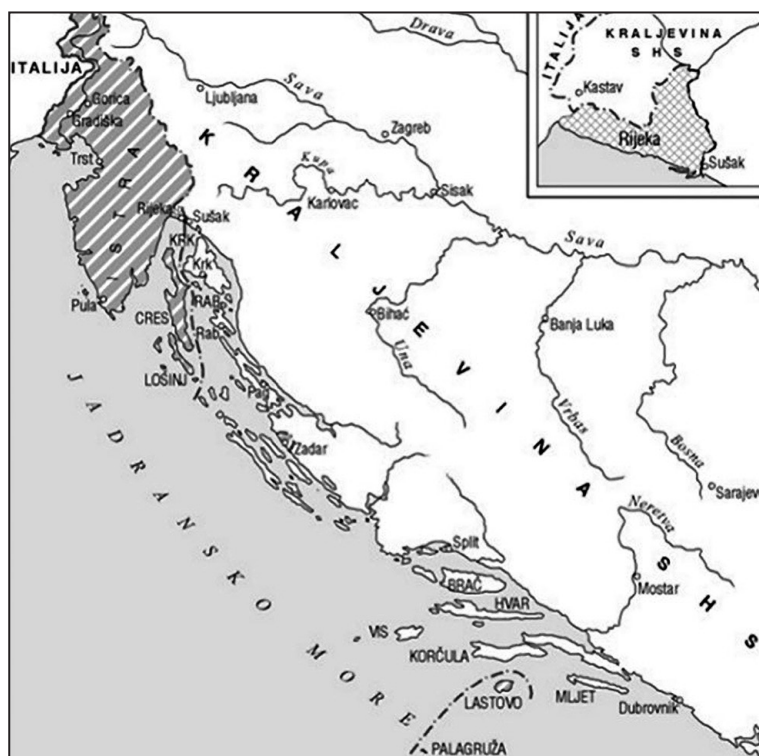 Drava
ITALIJA
Gorica
Gradiška
Ljubljana
Sava
Zagreb
Trst
ISTRA
Kupa
Karlovac
Sisak
Rijeka
Sušak
KRK
Krk
Sava
Pula
CRES
RAB
Rab
Bihać
Una
Banja Luka
LOŠINJ
Pag
Vrbas
Bosna
Zadar
Sarajevo
Neretva
Split
BRAČ
Mostar
HVAR
VIS
KORČULA
LASTOVO
MLJET
Dubrovnik
PALAGRUŽA
JADRANSKO MORE
KRALJEVINA SHS
ITALIJA
KRALJEVINA
SHS
Kastav
Rijeka
Sušak